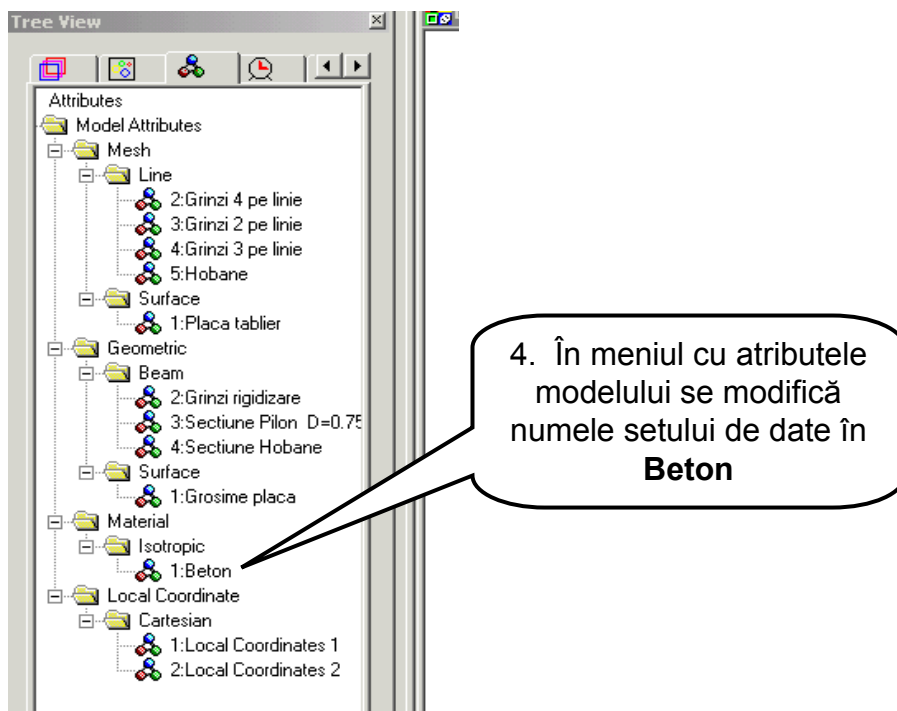 Tree View
Attributes
Model Attributes
Mesh
Line
2:Grinzi 4 pe linie
3:Grinzi 2 pe linie
4:Grinzi 3 pe linie
5:Hobane
Surface
1:Placa tablier
Geometric
Beam
2:Grinzi rigidizare
3:Sectiune Pilon D=0.75
4:Sectiune Hobane
Surface
1:Grosime placa
Material
Isotropic
1:Beton
Local Coordinate
Cartesian
1:Local Coordinates 1
2:Local Coordinates 2
4. În meniul cu atributele
modelului se modifică
numele setului de date în
Beton